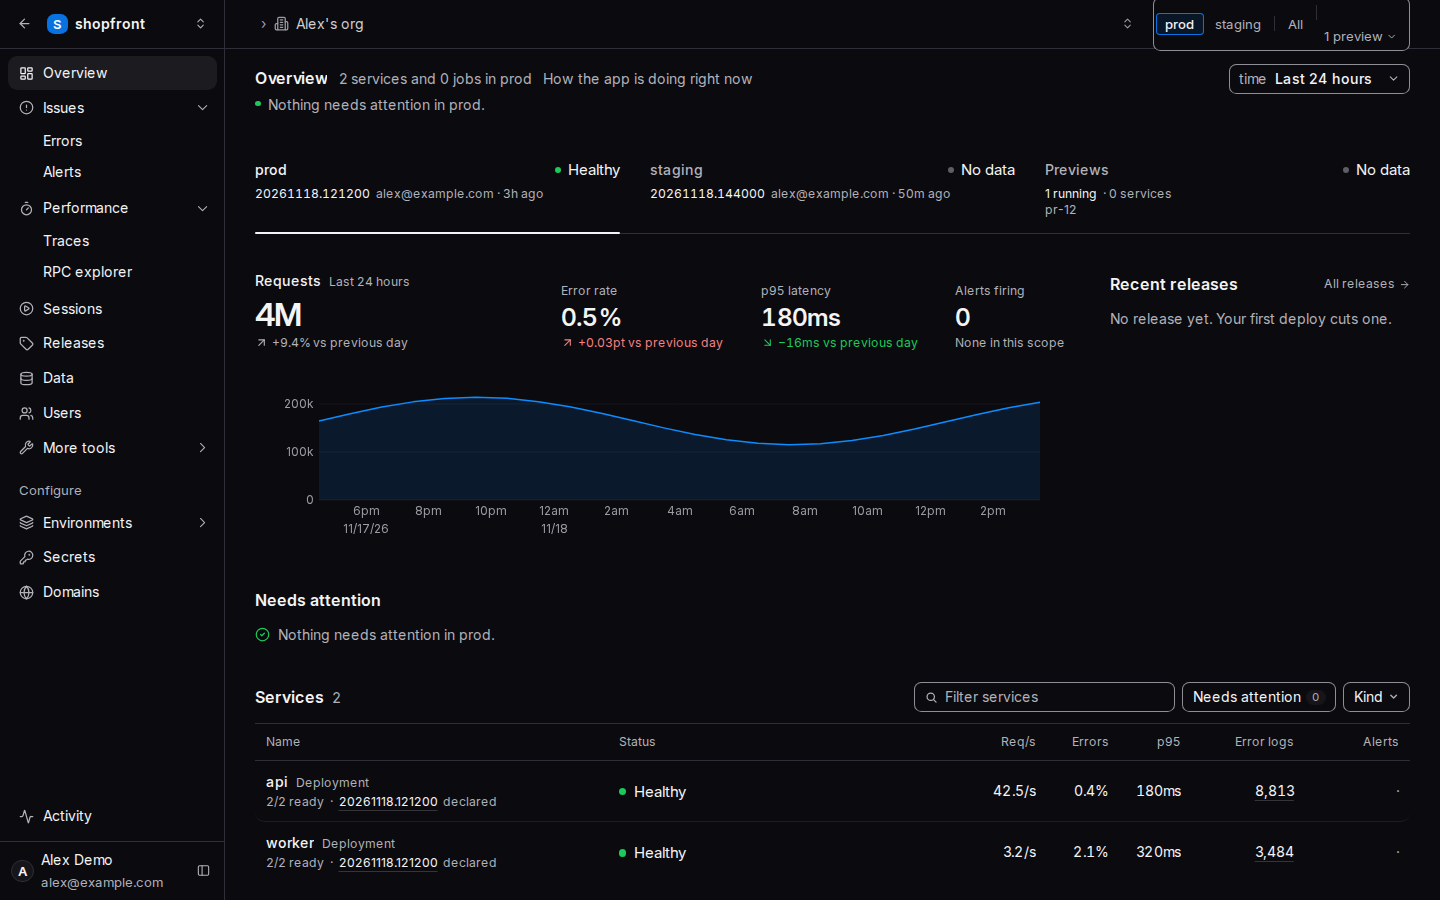 S shopfront
Alex's org
prod staging All
1 preview
Overview
Issues
Errors
Alerts
Performance
Traces
RPC explorer
Sessions
Releases
Data
Users
More tools
Configure
Environments
Secrets
Domains
Activity
A Alex Demo
alex@example.com
Overview 2 services and 0 jobs in prod How the app is doing right now
time Last 24 hours
Nothing needs attention in prod.
prod Healthy
20261118.121200 alex@example.com · 3h ago
staging No data
20261118.144000 alex@example.com · 50m ago
Previews No data
1 running · 0 services
pr-12
Requests Last 24 hours
4M
+9.4% vs previous day
Error rate
0.5%
+0.03pt vs previous day
p95 latency
180ms
−16ms vs previous day
Alerts firing
0
None in this scope
Recent releases All releases →
No release yet. Your first deploy cuts one.
200k
100k
0
6pm 8pm 10pm 12am 2am 4am 6am 8am 10am 12pm 2pm
11/17/26 11/18
Needs attention
Nothing needs attention in prod.
Services 2
Filter services
Needs attention 0
Kind
Name Status Req/s Errors p95 Error logs Alerts
api Deployment
2/2 ready · 20261118.121200 declared
Healthy 42.5/s 0.4% 180ms 8,813 ·
worker Deployment
2/2 ready · 20261118.121200 declared
Healthy 3.2/s 2.1% 320ms 3,484 ·